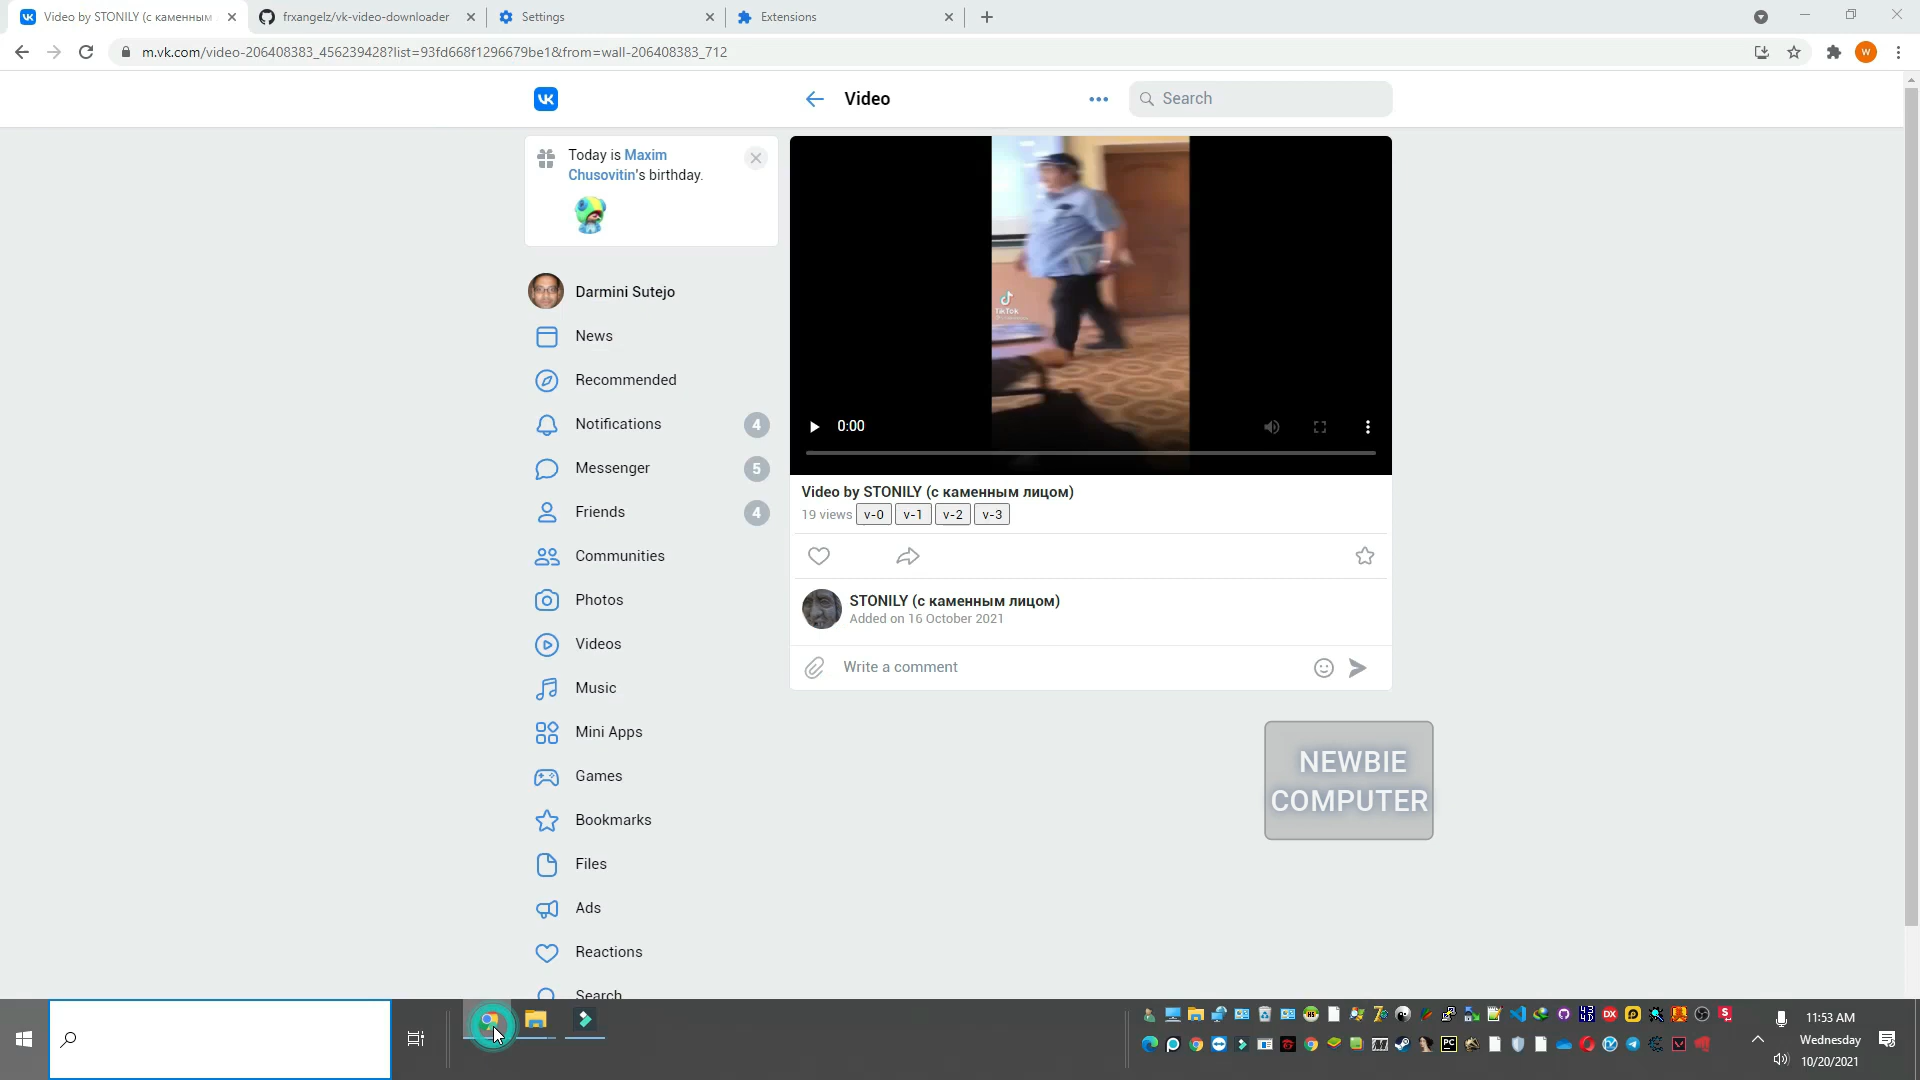 Video by STONILY (с каменным
frxangelz/vk-video-downloader
Settings
Extensions
m.vk.com/video-206408383_456239428?list=93fd668f1296679be1&from=wall-206408383_712
W
Video
Search
Today is Maxim
Chusovitin's birthday.
Darmini Sutejo
News
Recommended
Notifications
4
Messenger
5
Friends
4
Communities
Photos
Videos
Music
Mini Apps
Games
Bookmarks
Files
Ads
Reactions
Search
TikTok
0:00
Video by STONILY (с каменным лицом)
19 views v-0 v-1 v-2 v-3
STONILY (с каменным лицом)
Added on 16 October 2021
Write a comment
NEWBIE
COMPUTER
11:53 AM
Wednesday
10/20/2021